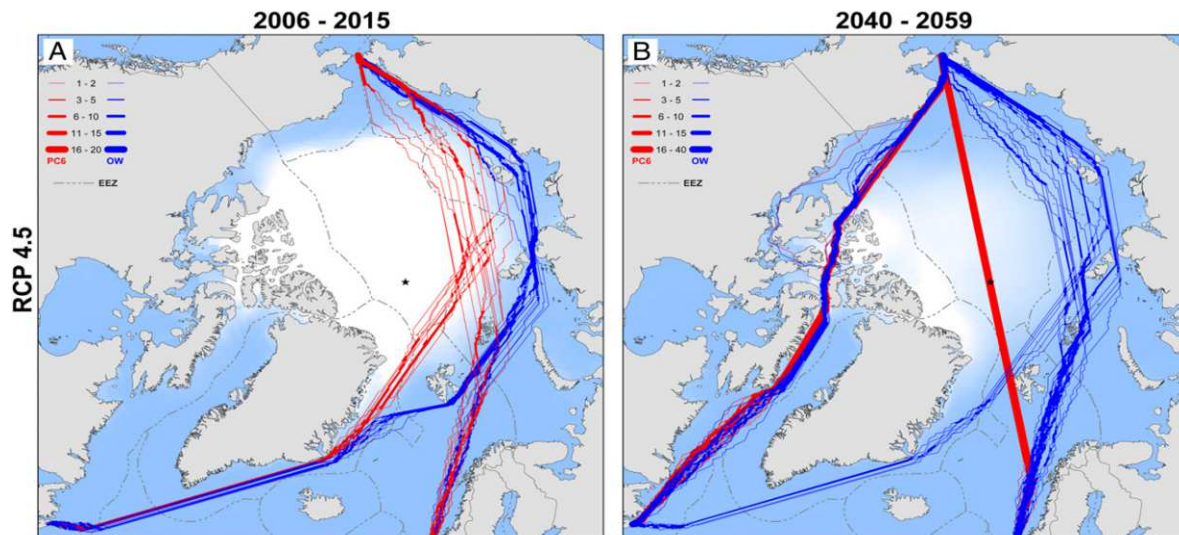 2006 - 2015
2040 - 2059
RCP 4.5
A
1 - 2
3 - 5
6 - 10
11 - 15
16 - 20
PC6
OW
EEZ
B
1 - 2
3 - 5
6 - 10
11 - 15
16 - 40
PC6
OW
EEZ